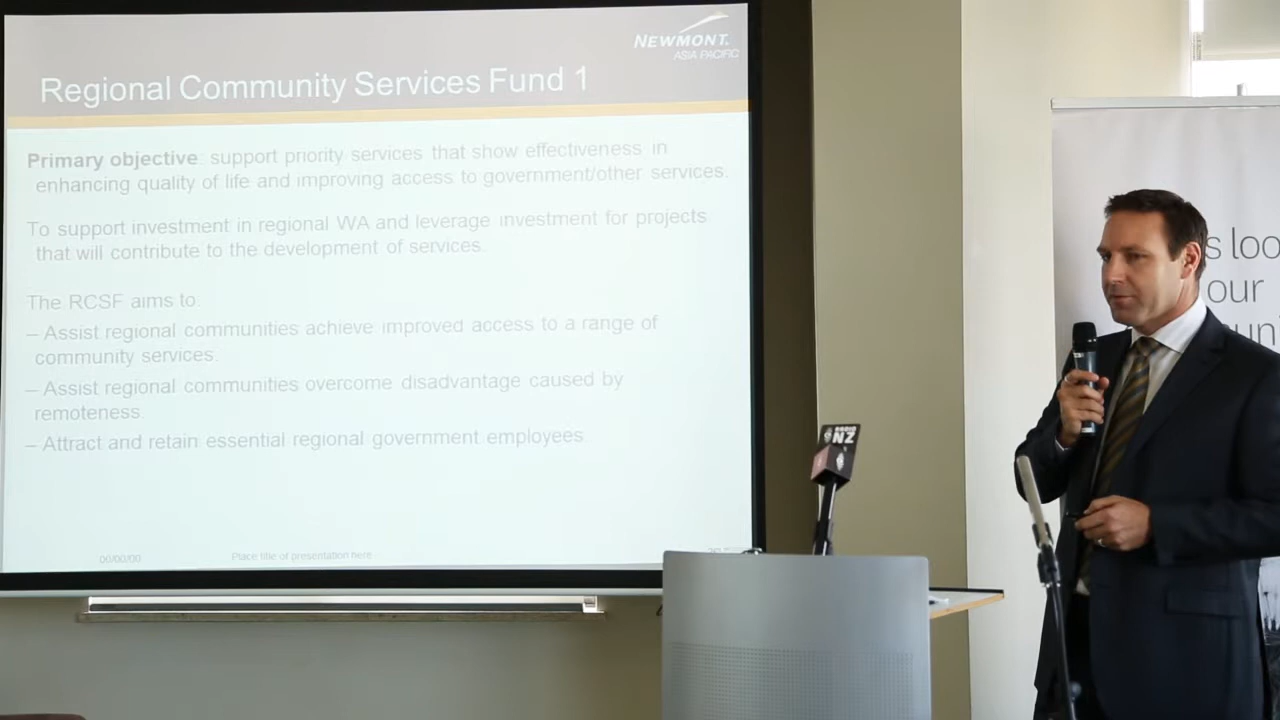 NEWMONT.
ASIA PACIFIC
Regional Community Services Fund 1
Primary objective: support priority services that show effectiveness in
enhancing quality of life and improving access to government/other services.
To support investment in regional WA and leverage investment for projects
that will contribute to the development of services.
The RCSF aims to:
– Assist regional communities achieve improved access to a range of
community services.
– Assist regional communities overcome disadvantage caused by
remoteness.
– Attract and retain essential regional government employees.
00/00/00 Place title of presentation here
RADIO
NZ
s loo
our
uni